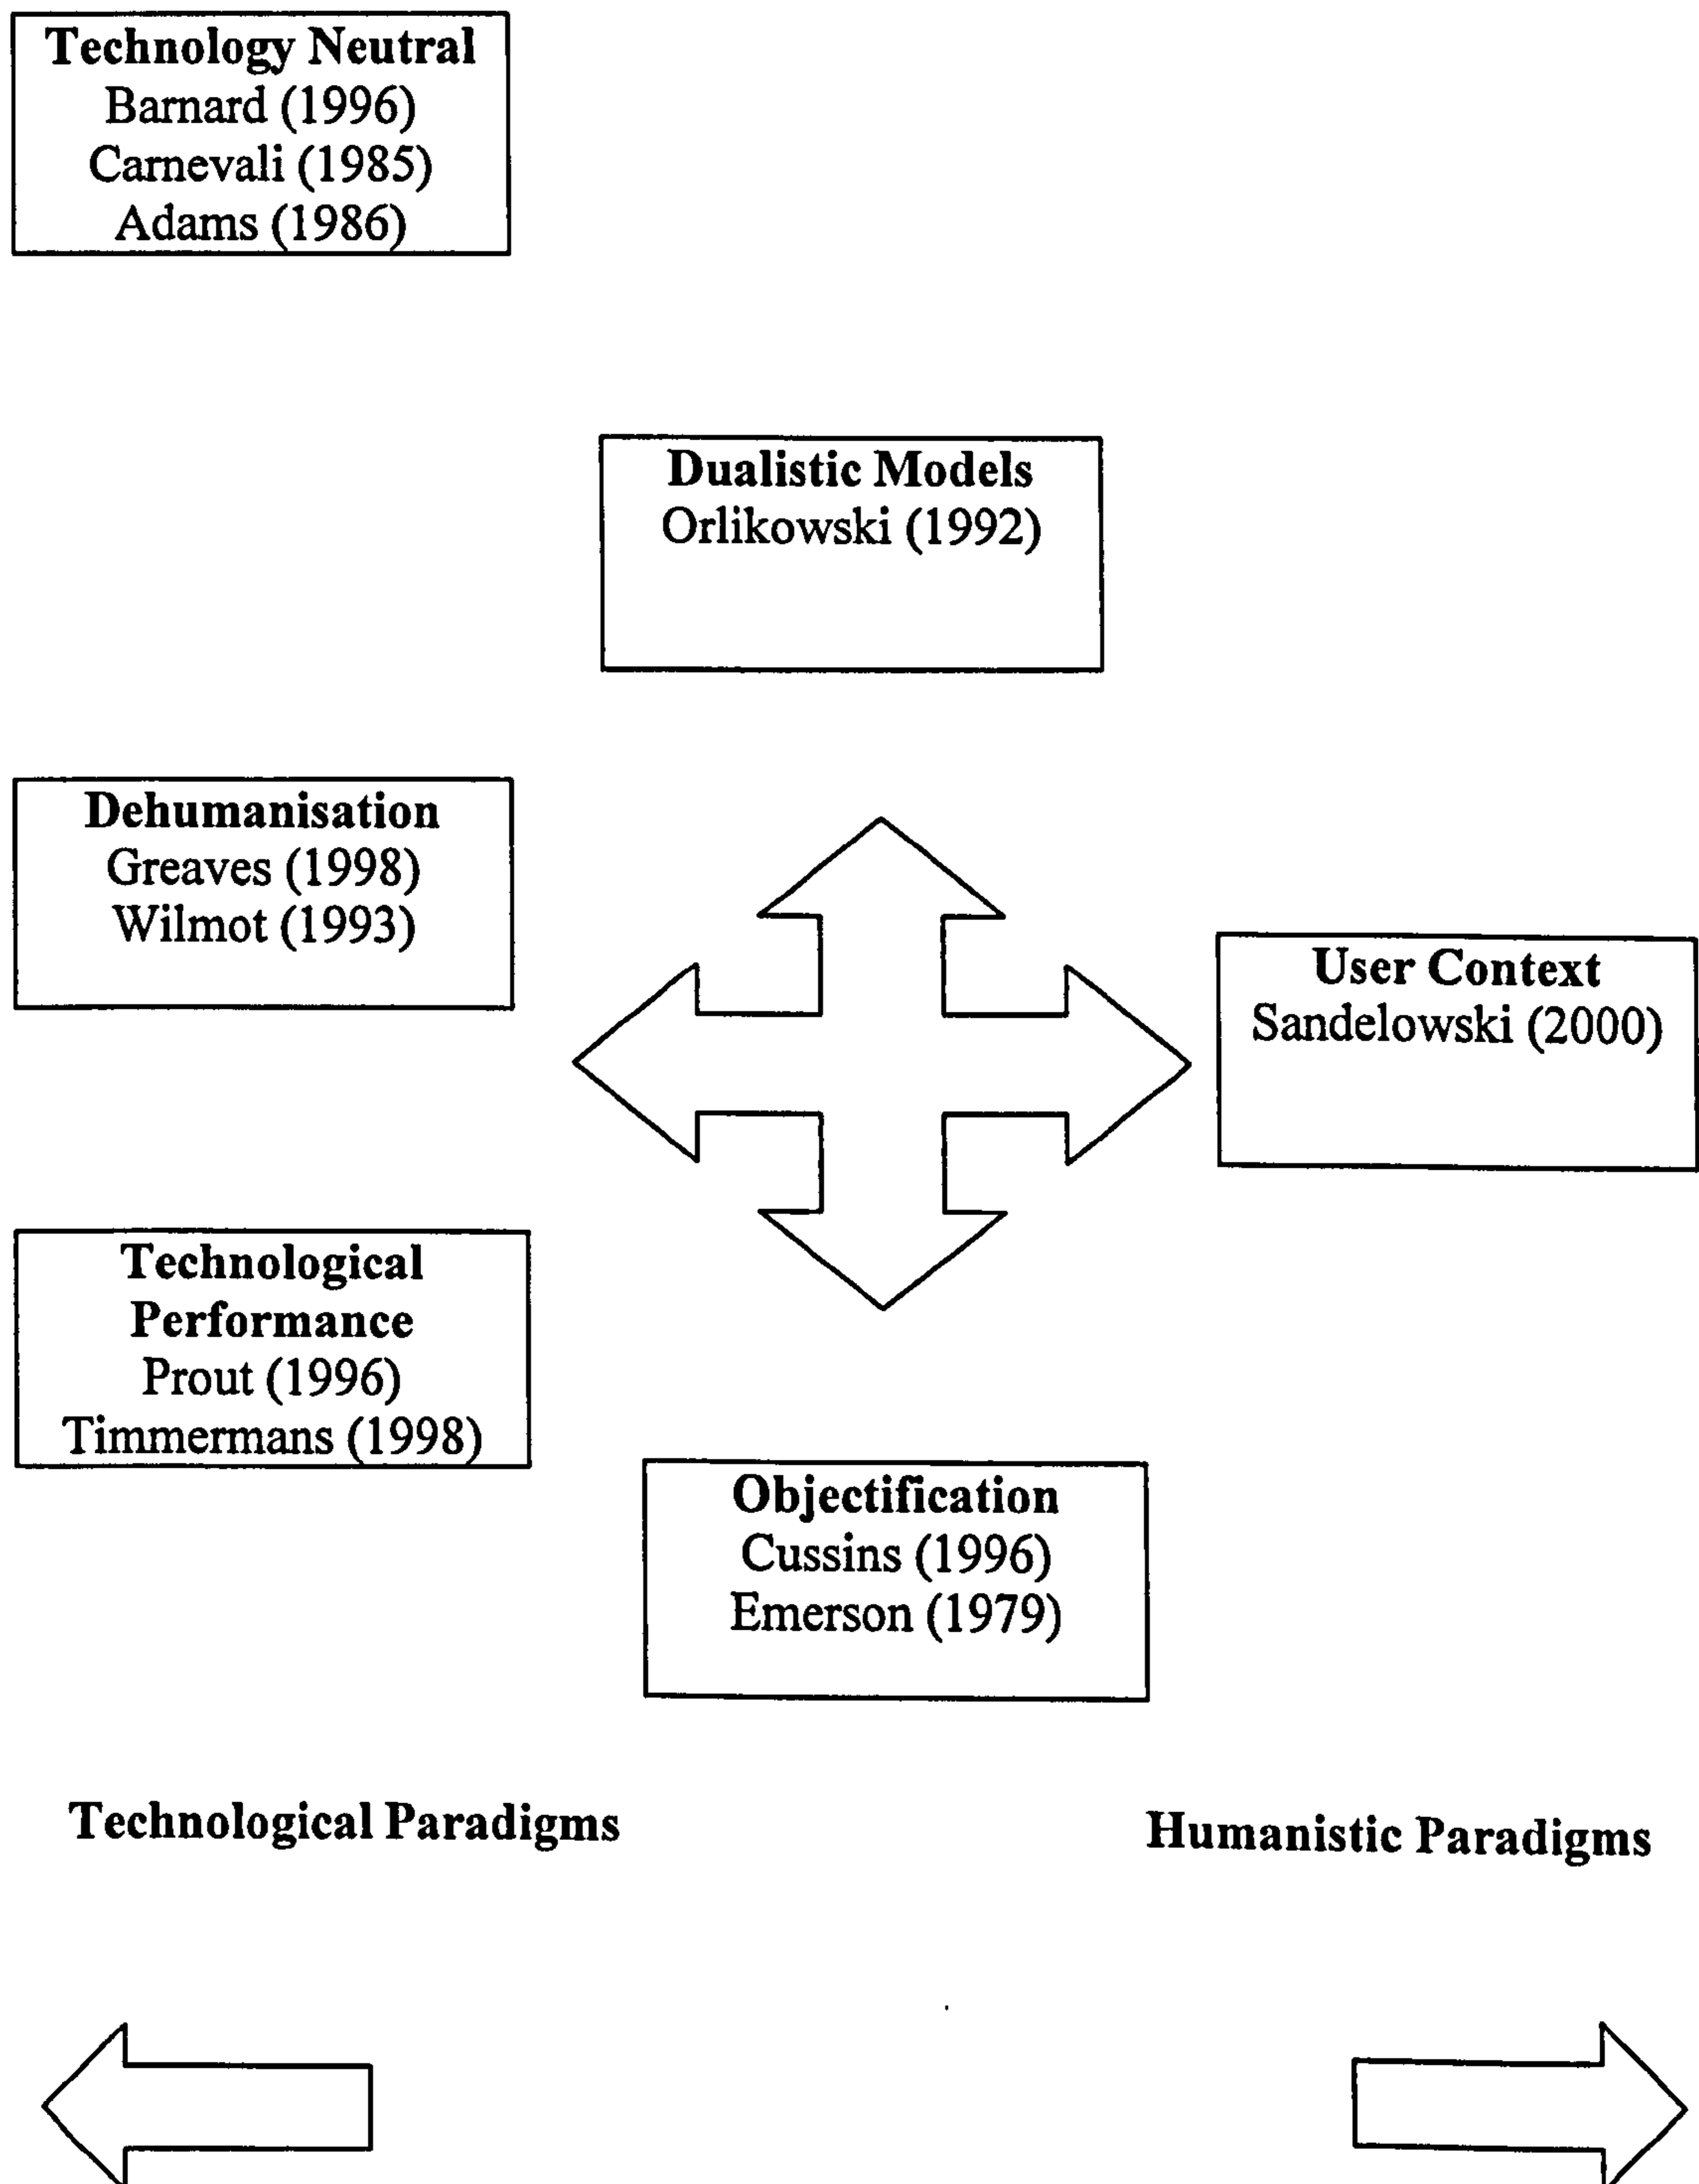 Technology Neutral
Barnard (1996)
Carnevali (1985)
Adams (1986)
Dualistic Models
Orlikowski (1992)
Dehumanisation
Greaves (1998)
Wilmot (1993)
User Context
Sandelowski (2000)
Technological
Performance
Prout (1996)
Timmermans (1998)
Objectification
Cussins (1996)
Emerson (1979)
Technological Paradigms
Humanistic Paradigms